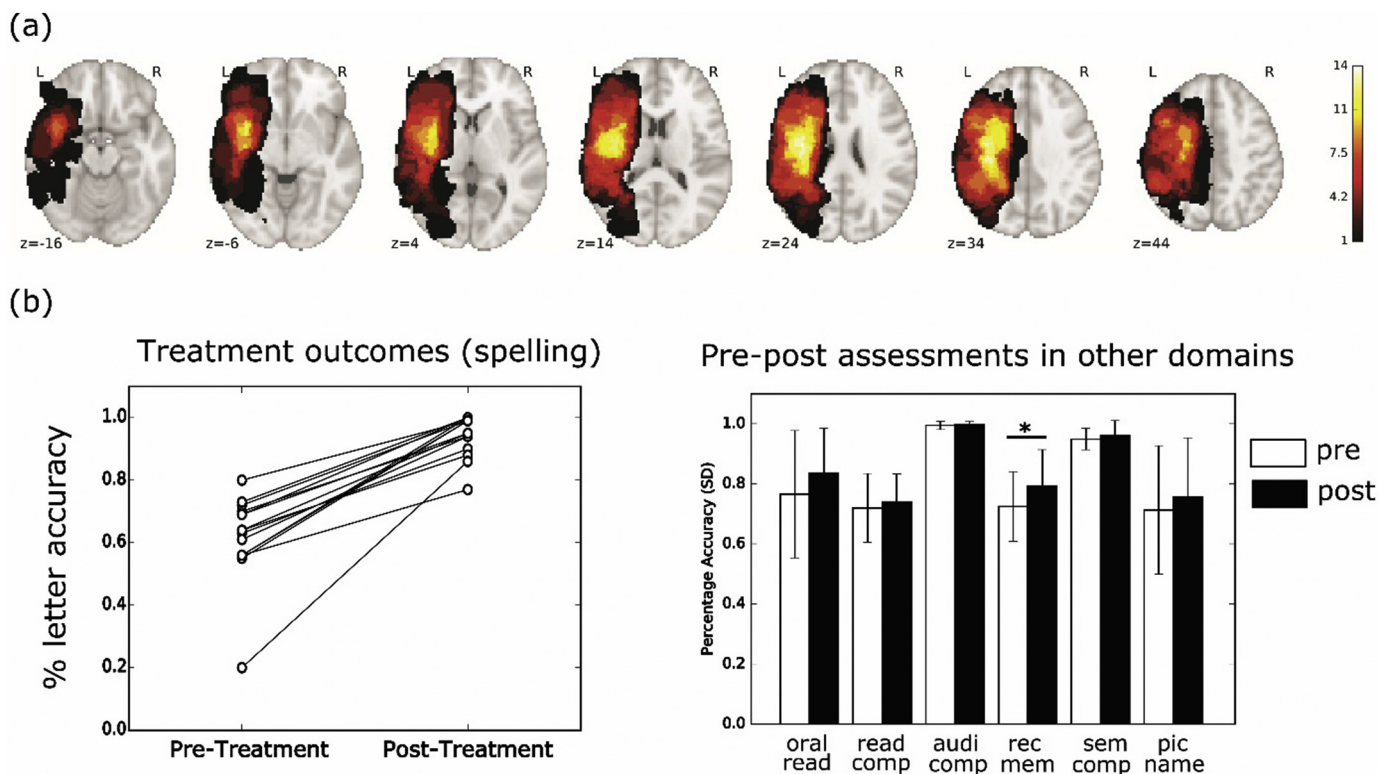 (a)
L R L R L R L R L R L R L R
z=-16 z=-6 z=4 z=14 z=24 z=34 z=44
14
11
7.5
4.2
1
(b)
Treatment outcomes (spelling)
% letter accuracy
1.0
0.8
0.6
0.4
0.2
0.0
Pre-Treatment Post-Treatment
Pre-post assessments in other domains
Percentage Accuracy (SD)
1.0
0.8
0.6
0.4
0.2
0.0
*
oral read comp audi rec sem pic
read comp comp mem comp name
pre
post